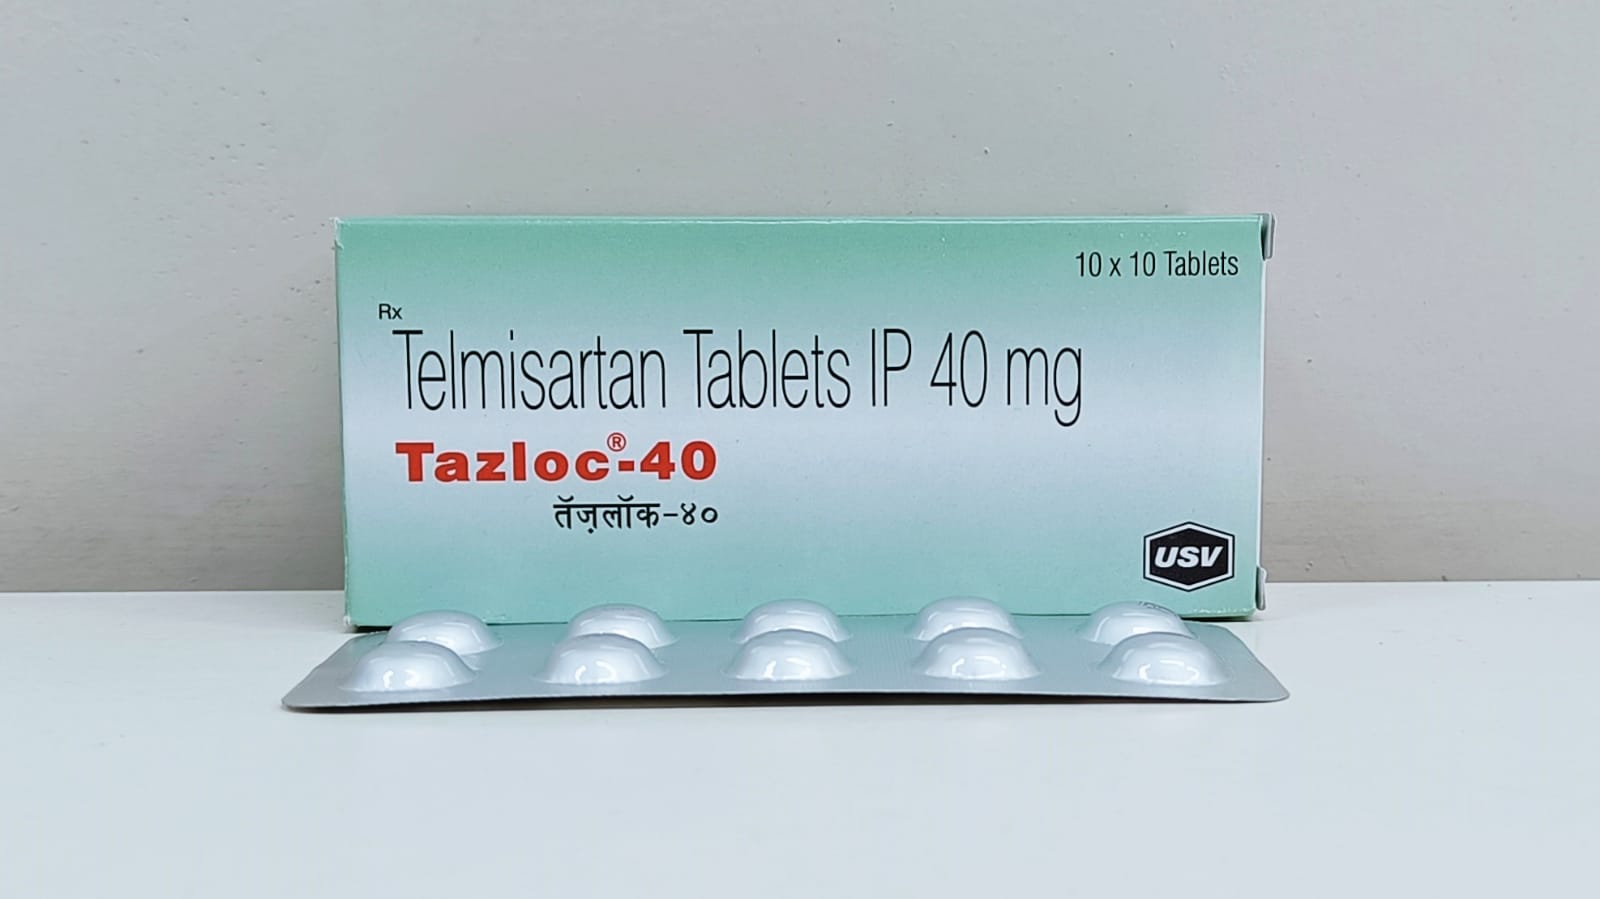 10 x 10 Tablets
Rx
Telmisartan Tablets IP 40 mg
Tazloc®-40
तॅज़लॉक-४०
USV